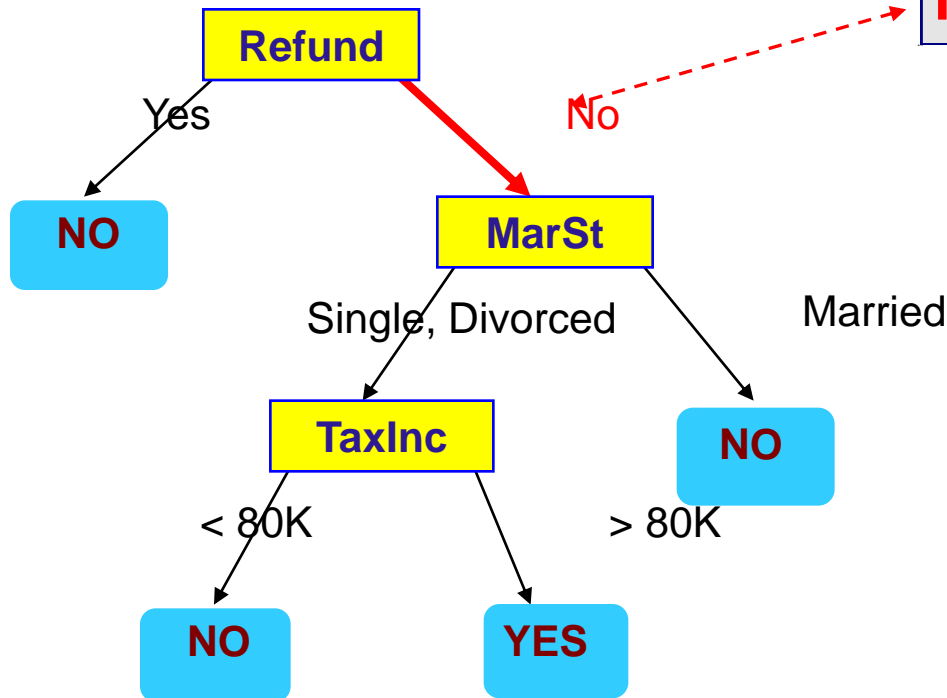 Refund
Yes
No
NO
MarSt
Single, Divorced
Married
TaxInc
NO
< 80K
> 80K
NO
YES